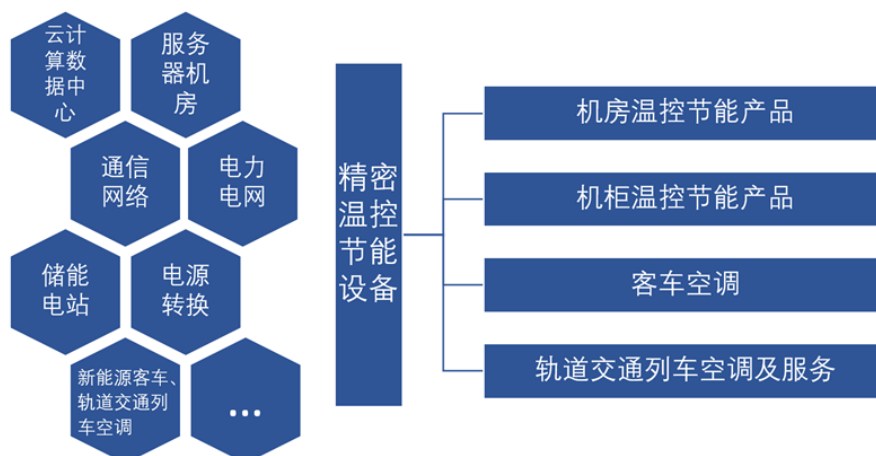 云计
算数
据中
心
服务
器机
房
通信
网络
电力
电网
储能
电站
电源
转换
新能源客车、
轨道交通列
车空调
...
精密
温控
节能
设备
机房温控节能产品
机柜温控节能产品
客车空调
轨道交通列车空调及服务